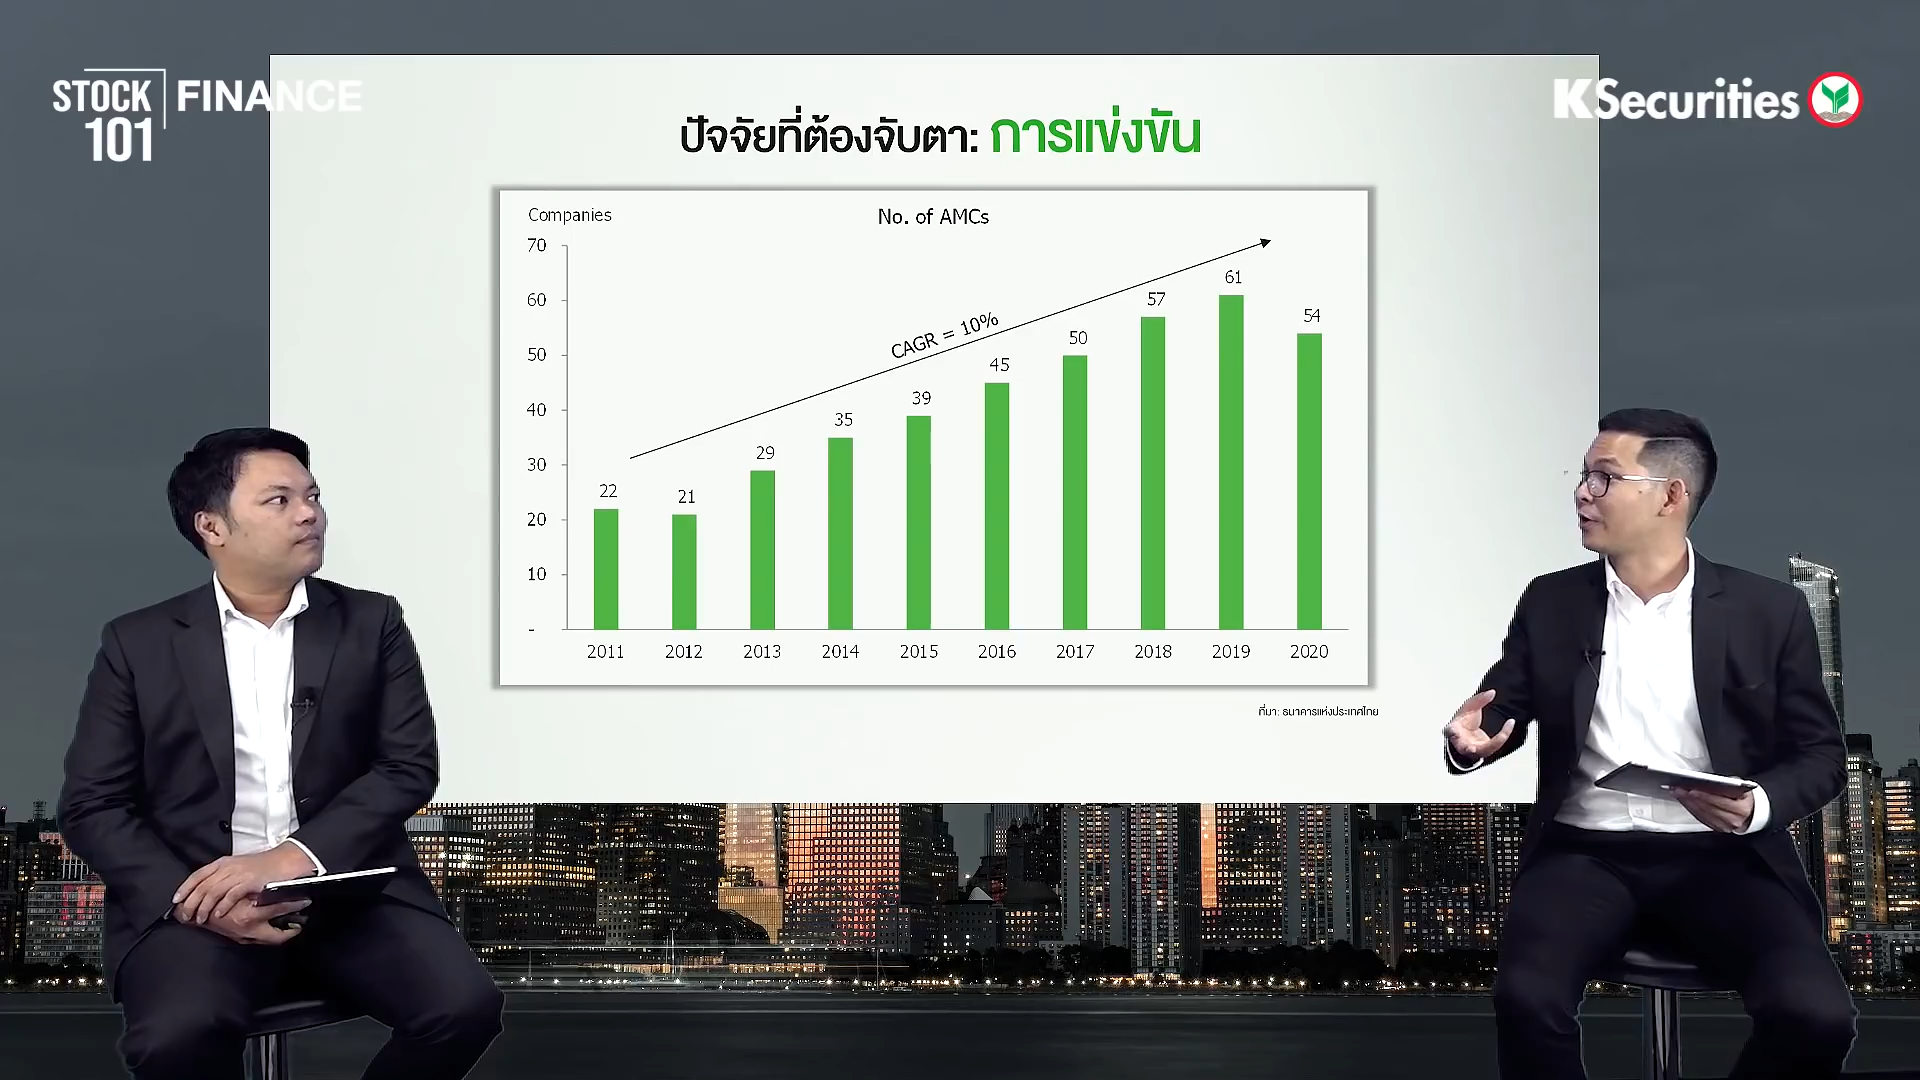 STOCK
101
FINANCE
KSecurities
ปัจจัยที่ต้องจับตา: การแข่งขัน
Companies
No. of AMCs
70
60
50
40
30
20
10
-
CAGR = 10%
22
21
29
35
39
45
50
57
61
54
2011 2012 2013 2014 2015 2016 2017 2018 2019 2020
ที่มา: ธนาคารแห่งประเทศไทย